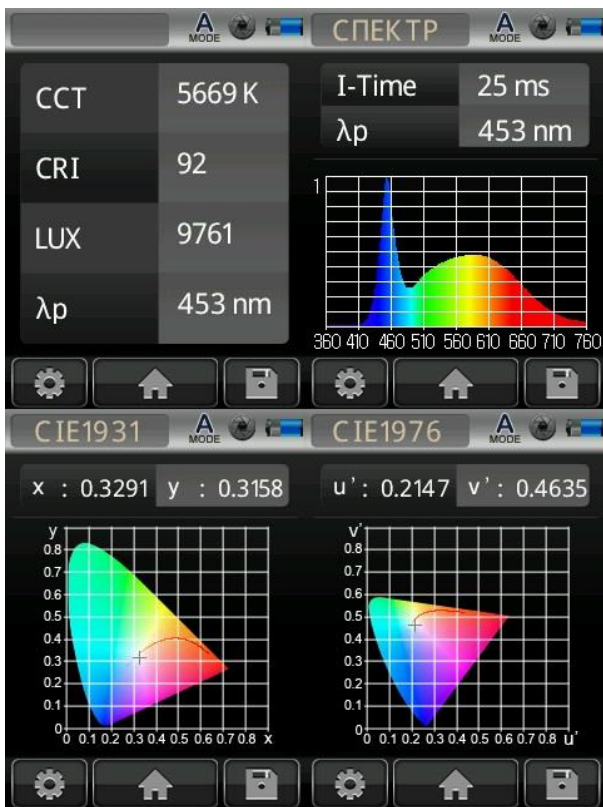 A
MODE
CCT 5669 K
CRI 92
LUX 9761
λp 453 nm
СПЕКТР
A
MODE
I-Time 25 ms
λp 453 nm
1
360 410 460 510 560 610 660 710 760
CIE1931
A
MODE
x : 0.3291 y : 0.3158
y
0.8
0.7
0.6
0.5
0.4
0.3
0.2
0.1
0
0 0.1 0.2 0.3 0.4 0.5 0.6 0.7 0.8 x
CIE1976
A
MODE
u' : 0.2147 v' : 0.4635
v'
0.8
0.7
0.6
0.5
0.4
0.3
0.2
0.1
0
0 0.1 0.2 0.3 0.4 0.5 0.6 0.7 0.8 u'